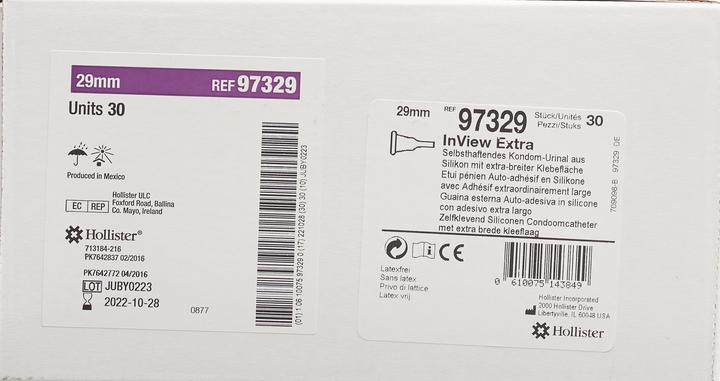 29mm REF 97329
Units 30
Produced in Mexico
EC REP
Hollister ULC
Foxford Road, Ballina
Co. Mayo, Ireland
Hollister®
713184-216
PK7642837 02/2016
PK7642772 04/2016
LOT JUBY0223
2022-10-28
0877
(01) 1 06 10075 97329 0 (17) 221028 (30) 30 (10) JUBY0223
29mm REF 97329 Stück/Unités 30
Pezzi/Stuks
InView Extra
Selbsthaftendes Kondom-Urinal aus
Silikon mit extra-breiter Klebefläche
Etui pénien Auto-adhésif en Silikone
avec Adhésif extraordinairement large
Guaina esterna Auto-adesiva in silicone
con adesivo extra largo
Zelfklevend Siliconen Condoomcatheter
met extra brede kleeflaag
2 i CE
Latexfrei
Sans latex
Privo di lattice
Latex vrij
0 610075 143849
Hollister Incorporated
2000 Hollister Drive
Libertyville, IL 60048 USA
Hollister
709098-B 97329 DE